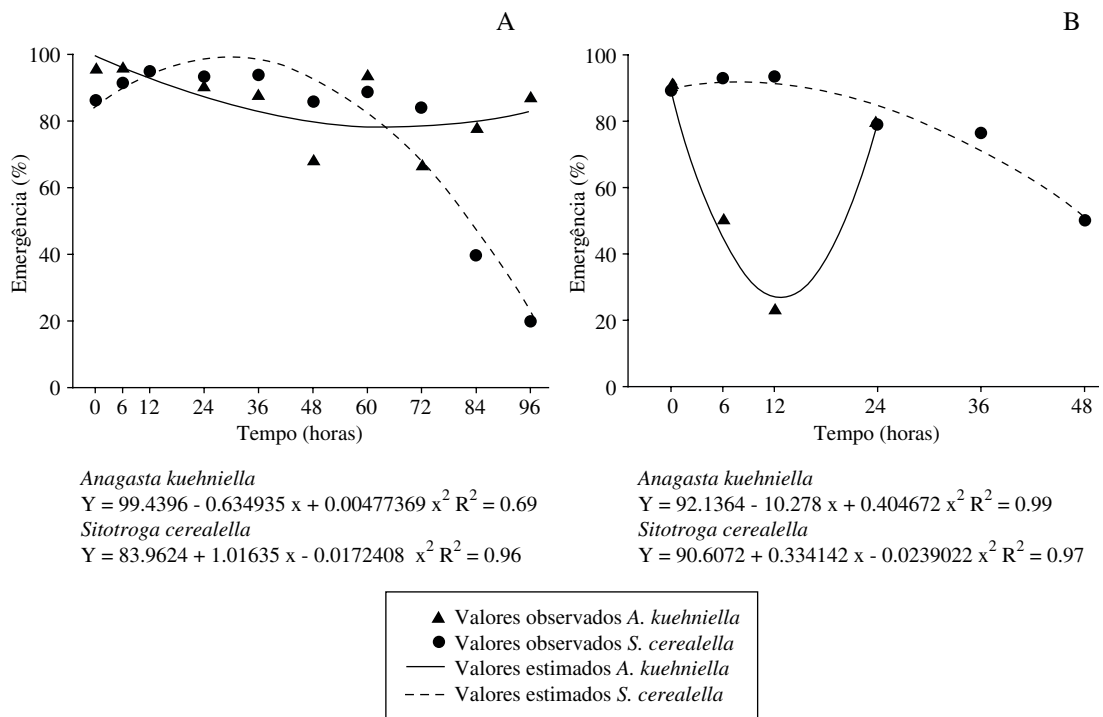 A
Emergência (%)
100
80
60
40
20
0
0 6 12 24 36 48 60 72 84 96
Tempo (horas)
Anagasta kuehniella
Y = 99.4396 - 0.634935 x + 0.00477369 x² R² = 0.69
Sitotroga cerealella
Y = 83.9624 + 1.01635 x - 0.0172408 x² R² = 0.96
B
Emergência (%)
100
80
60
40
20
0
0 6 12 24 36 48
Tempo (horas)
Anagasta kuehniella
Y = 92.1364 - 10.278 x + 0.404672 x² R² = 0.99
Sitotroga cerealella
Y = 90.6072 + 0.334142 x - 0.0239022 x² R² = 0.97
Valores observados A. kuehniella
Valores observados S. cerealella
Valores estimados A. kuehniella
Valores estimados S. cerealella